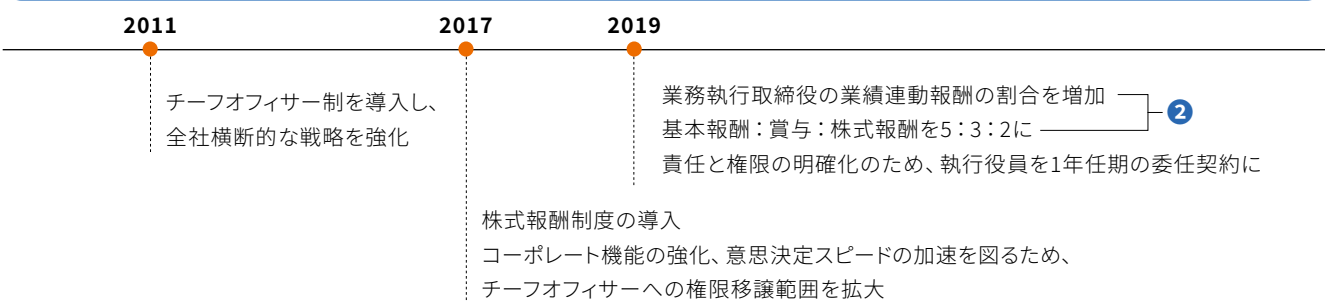 2011
2017
2019
チーフオフィサー制を導入し、
全社横断的な戦略を強化
業務執行取締役の業績連動報酬の割合を増加
基本報酬：賞与：株式報酬を5：3：2に
2
責任と権限の明確化のため、執行役員を1年任期の委任契約に
株式報酬制度の導入
コーポレート機能の強化、意思決定スピードの加速を図るため、
チーフオフィサーへの権限移譲範囲を拡大